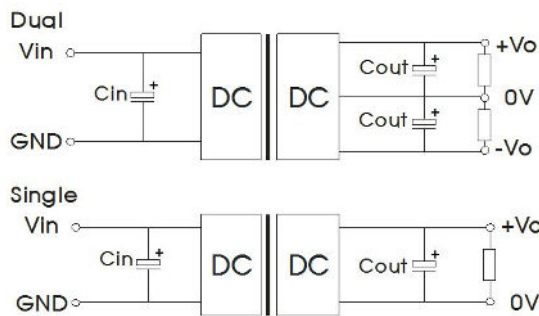 Dual
Vin
+Vo
Cin
+
DC
DC
Cout
+
0V
Cout
+
GND
-Vo
Single
Vin
+Vo
Cin
+
DC
DC
Cout
+
GND
0V